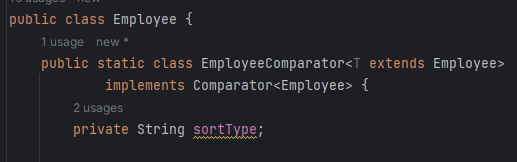 public class Employee {
1 usage new *
public static class EmployeeComparator<T extends Employee>
implements Comparator<Employee> {
2 usages
private String sortType;